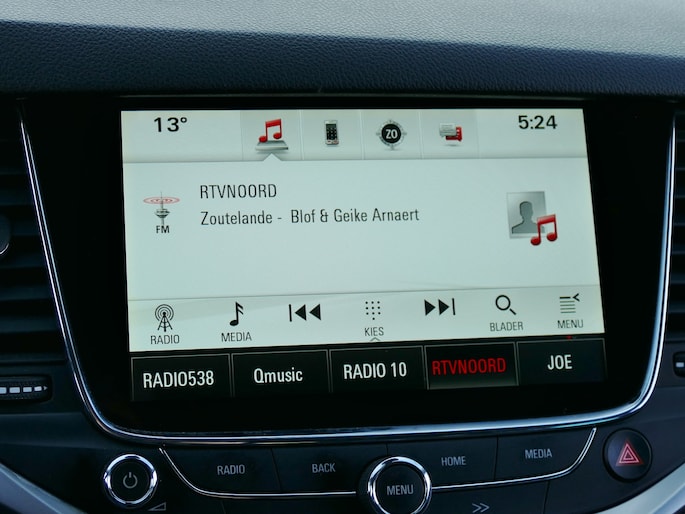 13° ZO 5:24
RTVNOORD
FM Zoutelande - Blof & Geike Arnaert
RADIO MEDIA KIES BLADER MENU
RADIO538 Qmusic RADIO 10 RTVNOORD JOE
RADIO BACK MENU HOME MEDIA